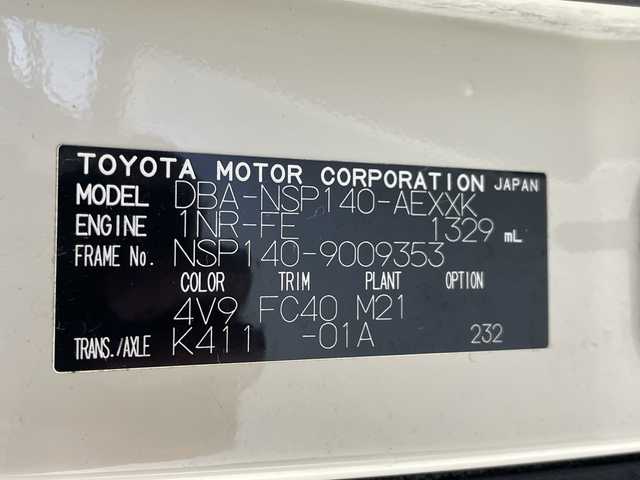 TOYOTA MOTOR CORPORATION JAPAN
MODEL DBA-NSP140-AEXXK
ENGINE 1NR-FE 1329 mL
FRAME No. NSP140-9009353
COLOR TRIM PLANT OPTION
4V9 FC40 M21
TRANS./AXLE K411 -01A 232